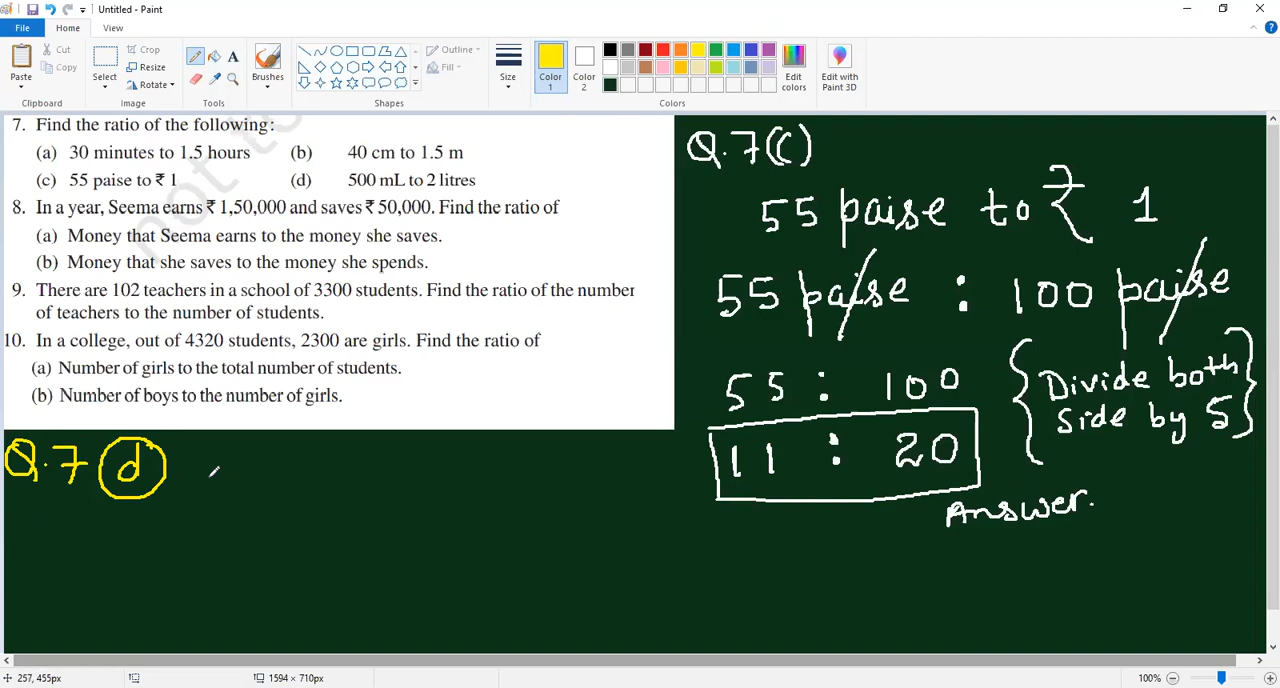 Untitled - Paint
File Home View
Paste Cut Copy Clipboard
Select Crop Resize Rotate Image
A Tools
Brushes
Outline Fill Shapes
Size
Color 1 Color 2 Edit colors Colors
Edit with Paint 3D
7. Find the ratio of the following:
(a) 30 minutes to 1.5 hours (b) 40 cm to 1.5 m
(c) 55 paise to ₹ 1 (d) 500 mL to 2 litres
8. In a year, Seema earns ₹ 1,50,000 and saves ₹ 50,000. Find the ratio of
(a) Money that Seema earns to the money she saves.
(b) Money that she saves to the money she spends.
9. There are 102 teachers in a school of 3300 students. Find the ratio of the number
of teachers to the number of students.
10. In a college, out of 4320 students, 2300 are girls. Find the ratio of
(a) Number of girls to the total number of students.
(b) Number of boys to the number of girls.
not to
Q.7 (d)
Q.7(C)
55 paise to ₹ 1
55 paise : 100 paise
55 : 100 {Divide both
side by 5}
11 : 20
Answer.
257, 455px 1594 × 710px 100%